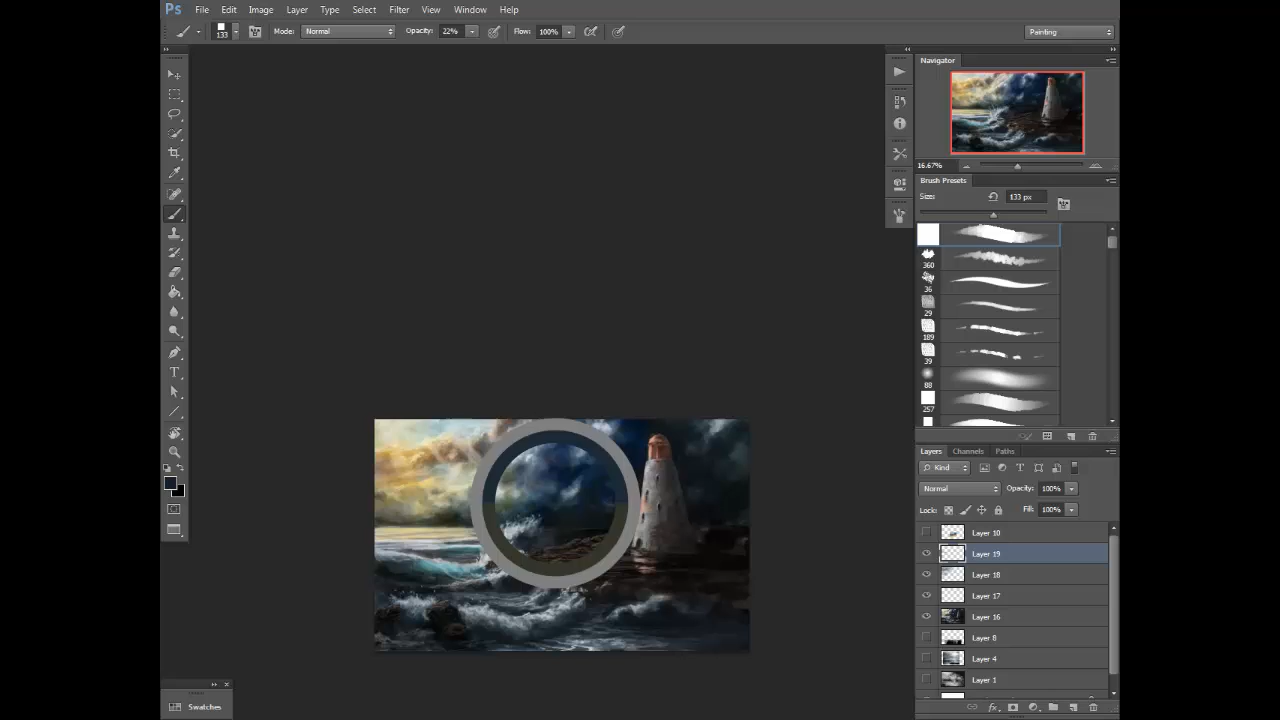 Ps File Edit Image Layer Type Select Filter View Window Help
133 Mode: Normal Opacity: 22% Flow: 100% Painting
Navigator
16.67%
Brush Presets
Size: 133 px
360
36
29
189
39
88
257
Layers Channels Paths
Kind
Normal Opacity: 100%
Lock: Fill: 100%
Layer 10
Layer 19
Layer 18
Layer 17
Layer 16
Layer 8
Layer 4
Layer 1
Swatches